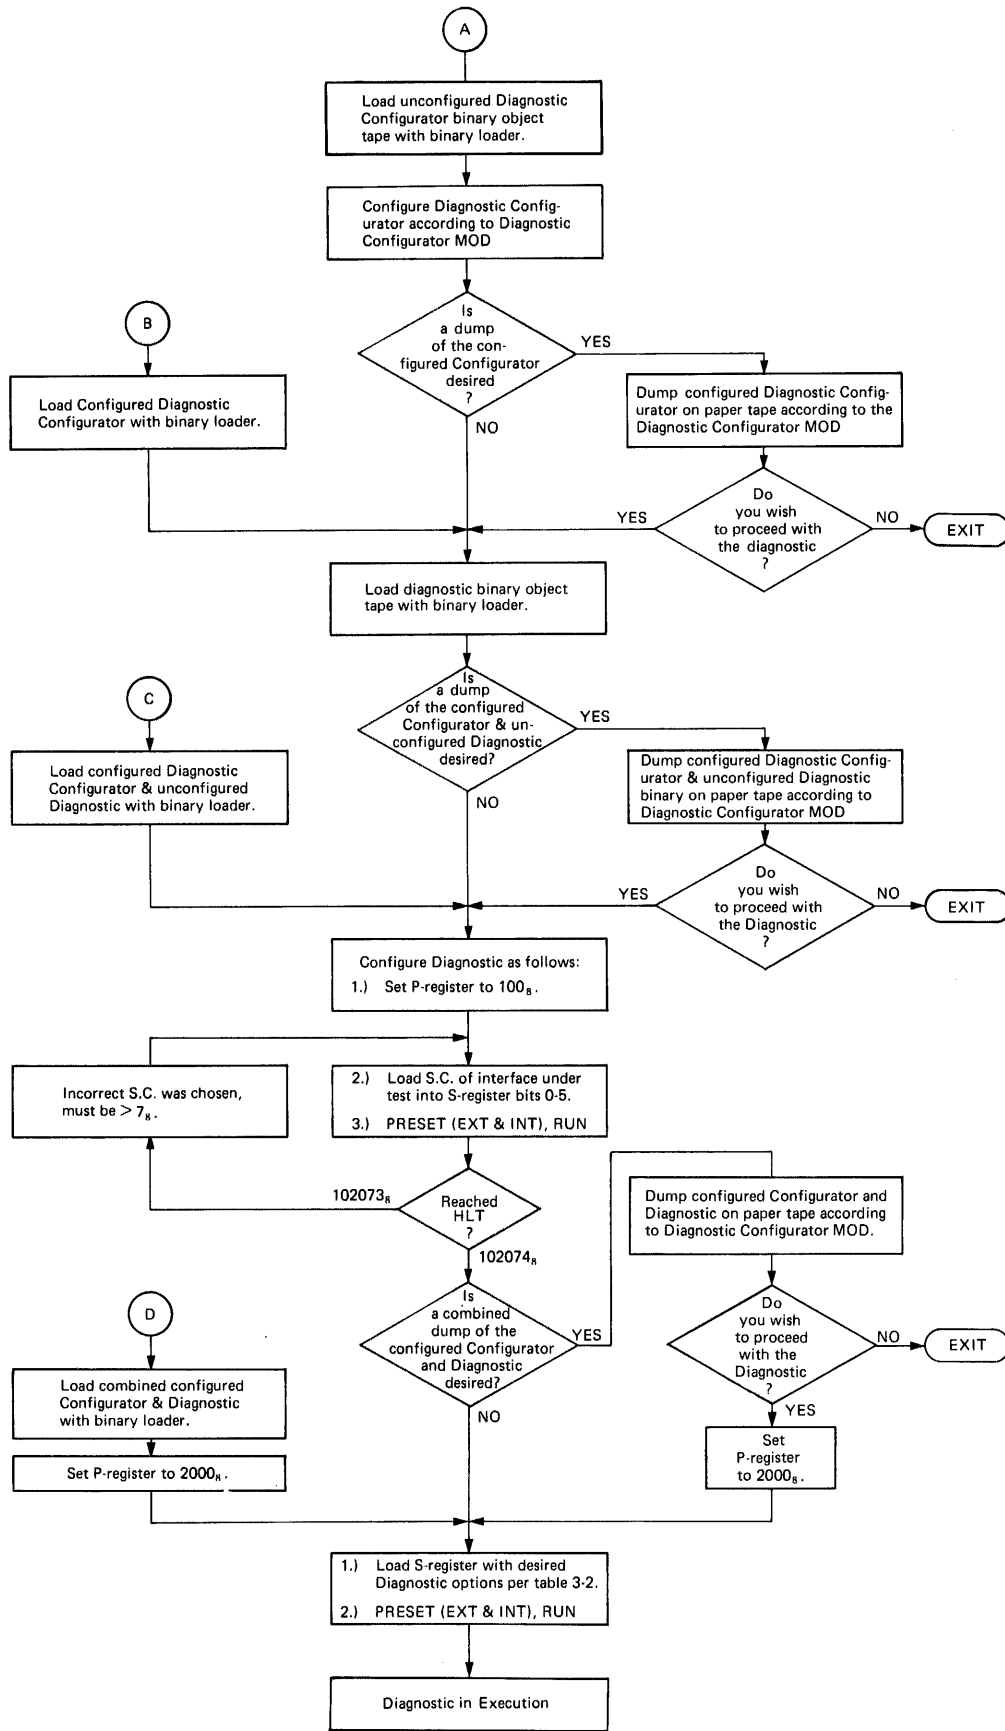 A
Load unconfigured Diagnostic
Configurator binary object
tape with binary loader.
Configure Diagnostic Config-
urator according to Diagnostic
Configurator MOD
Is
a dump
of the con-
figured Configurator
desired
?
YES
NO
B
Load Configured Diagnostic
Configurator with binary loader.
Dump configured Diagnostic Config-
urator on paper tape according to the
Diagnostic Configurator MOD
Do
you wish
to proceed with
the diagnostic
?
YES
NO
EXIT
Load diagnostic binary object
tape with binary loader.
Is
a dump
of the configured
Configurator & un-
configured Diagnostic
desired?
YES
NO
C
Load configured Diagnostic
Configurator & unconfigured
Diagnostic with binary loader.
Dump configured Diagnostic Config-
urator & unconfigured Diagnostic
binary on paper tape according to
Diagnostic Configurator MOD
Do
you wish
to proceed with
the Diagnostic
?
YES
NO
EXIT
Configure Diagnostic as follows:
1.) Set P-register to 100₈.
Incorrect S.C. was chosen,
must be > 7₈.
2.) Load S.C. of interface under
test into S-register bits 0-5.
3.) PRESET (EXT & INT), RUN
102073₈
Reached
HLT
?
102074₈
Is
a combined
dump of the
configured Configurator
and Diagnostic
desired?
YES
NO
Dump configured Configurator and
Diagnostic on paper tape according
to Diagnostic Configurator MOD.
Do
you wish
to proceed
with the
Diagnostic
?
NO
EXIT
YES
Set
P-register
to 2000₈.
D
Load combined configured
Configurator & Diagnostic
with binary loader.
Set P-register to 2000₈.
1.) Load S-register with desired
Diagnostic options per table 3-2.
2.) PRESET (EXT & INT), RUN
Diagnostic in Execution